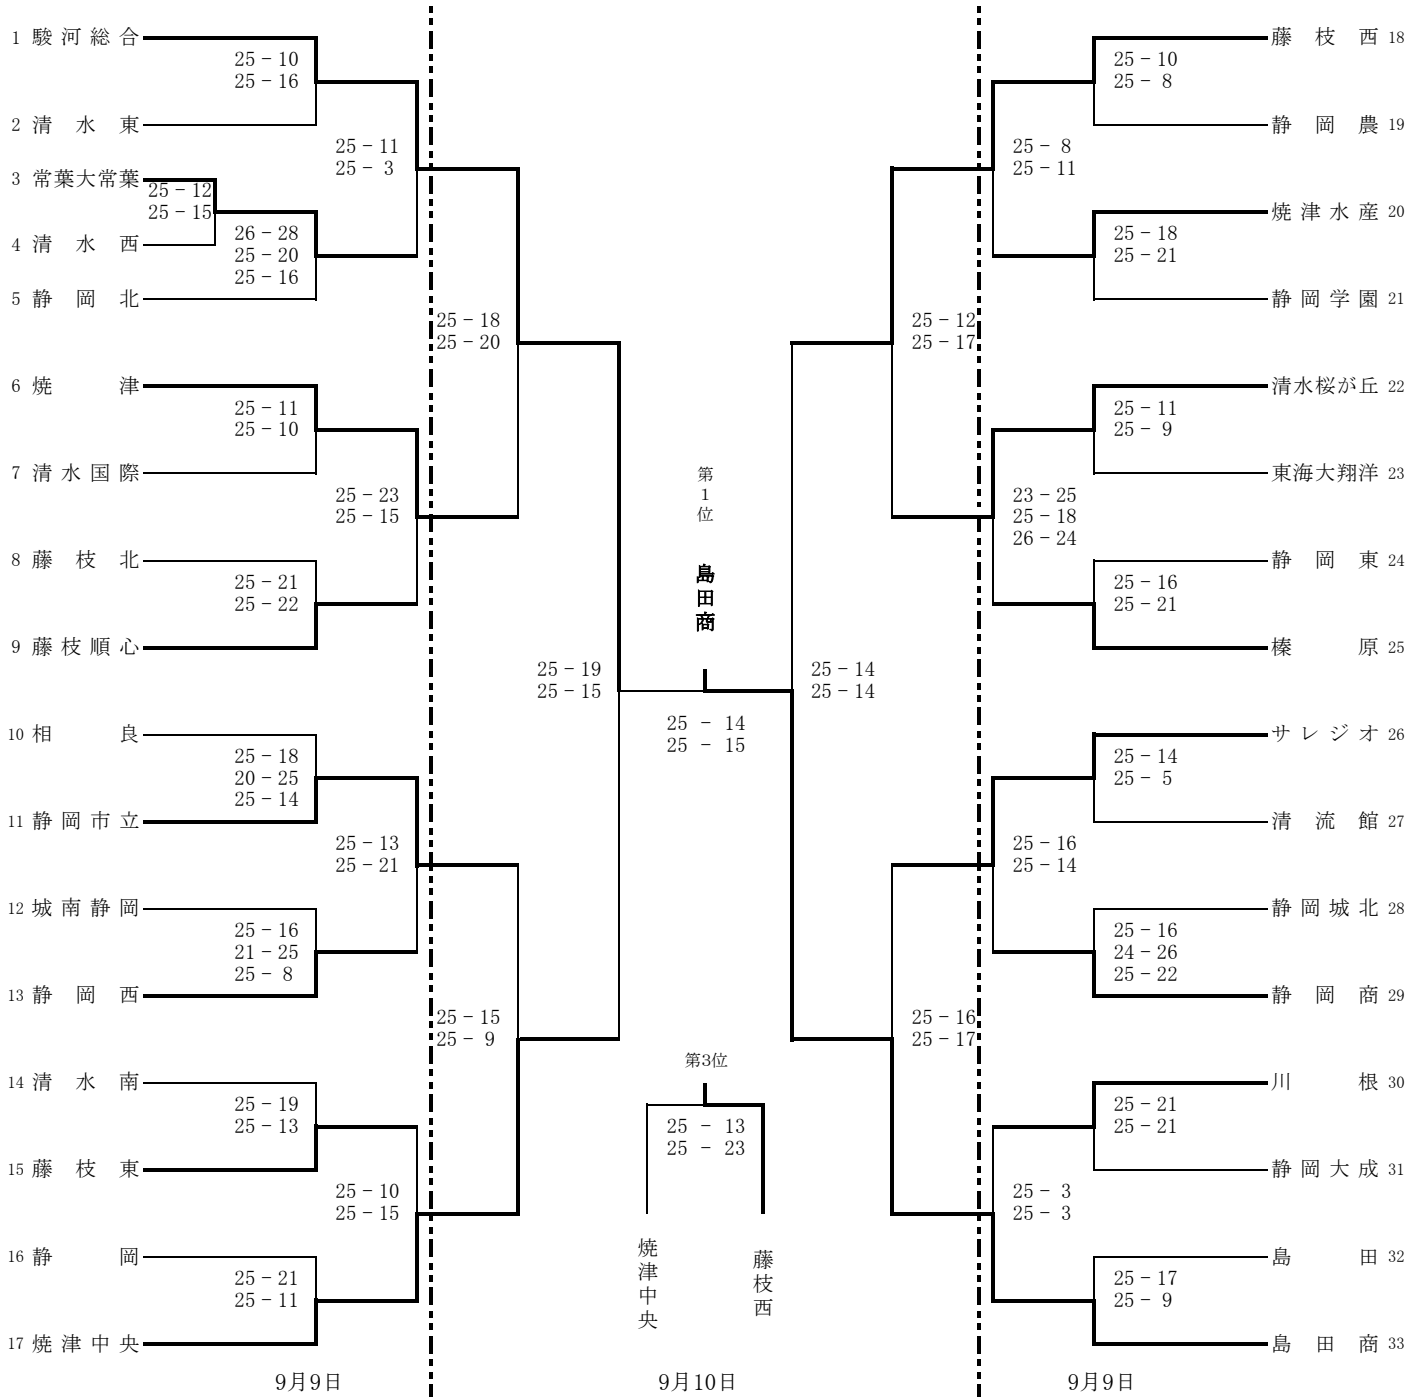 1 駿河総合
25 − 10
25 − 16
2 清水東
25 − 11
25 − 3
3 常葉大常葉
25 − 12
25 − 15
4 清水西
26 − 28
25 − 20
25 − 16
5 静岡北
25 − 18
25 − 20
6 焼津
25 − 11
25 − 10
7 清水国際
25 − 23
25 − 15
8 藤枝北
25 − 21
25 − 22
9 藤枝順心
25 − 19
25 − 15
10 相良
25 − 18
20 − 25
25 − 14
11 静岡市立
25 − 13
25 − 21
12 城南静岡
25 − 16
21 − 25
25 − 8
13 静岡西
25 − 15
25 − 9
14 清水南
25 − 19
25 − 13
15 藤枝東
25 − 10
25 − 15
16 静岡
25 − 21
25 − 11
17 焼津中央
9月9日
第1位
島田商
25 − 14
25 − 15
第3位
25 − 13
25 − 23
焼津中央
藤枝西
9月10日
藤枝西 18
25 − 10
25 − 8
静岡農 19
25 − 8
25 − 11
焼津水産 20
25 − 18
25 − 21
静岡学園 21
25 − 12
25 − 17
清水桜が丘 22
25 − 11
25 − 9
東海大翔洋 23
23 − 25
25 − 18
26 − 24
静岡東 24
25 − 16
25 − 21
榛原 25
25 − 14
25 − 14
サレジオ 26
25 − 14
25 − 5
清流館 27
25 − 16
25 − 14
静岡城北 28
25 − 16
24 − 26
25 − 22
静岡商 29
25 − 16
25 − 17
川根 30
25 − 21
25 − 21
静岡大成 31
25 − 3
25 − 3
島田 32
25 − 17
25 − 9
島田商 33
9月9日